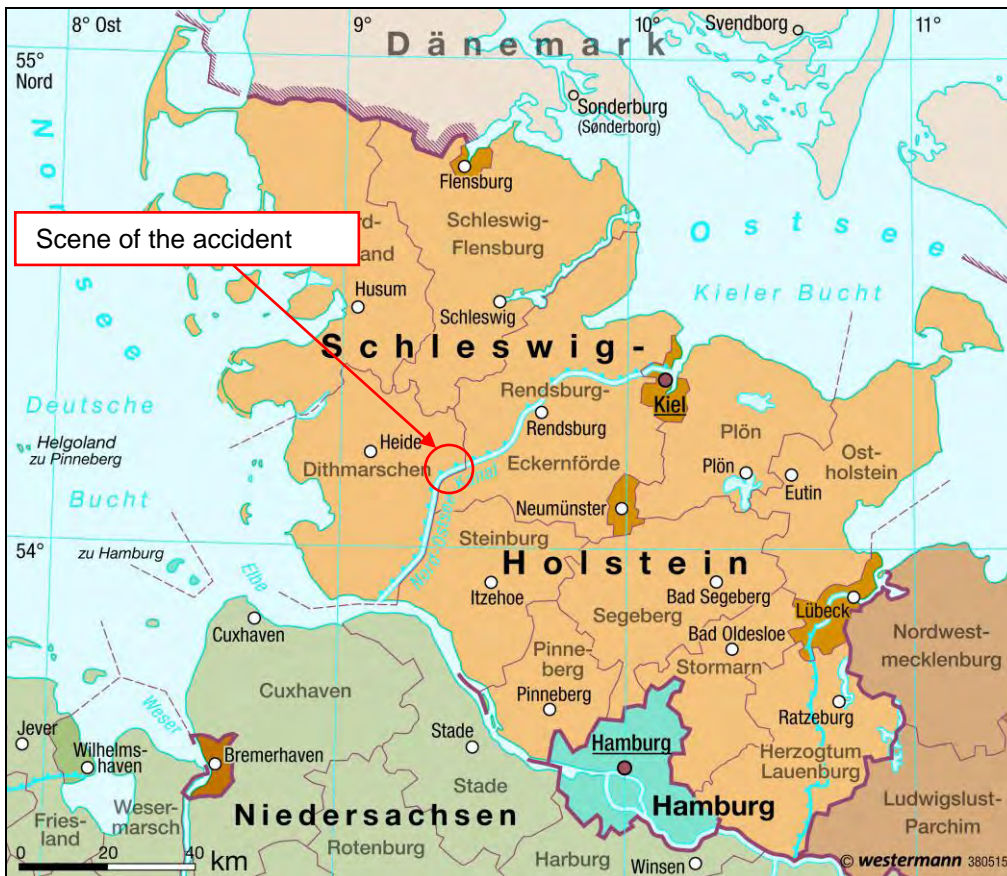 8° Ost
9°
10°
11°
Svendborg
Dänemark
55°
Nord
Sonderburg
(Sønderborg)
Nordsee
Flensburg
Schleswig-
Flensburg
Ostsee
Scene of the accident
rd-
land
Husum
Schleswig
Kieler Bucht
Schleswig-
Rendsburg-
Kiel
Deutsche
Rendsburg
Plön
Heide
Helgoland
zu Pinneberg
Dithmarschen
Eckernförde
Ost-
holstein
Plön
Eutin
Bucht
Nord-Ostsee-Kanal
Neumünster
Steinburg
54°
zu Hamburg
Holstein
Elbe
Itzehoe
Bad Segeberg
Segeberg
Lübeck
Cuxhaven
Bad Oldesloe
Nordwest-
mecklenburg
Pinne-
berg
Stormarn
Cuxhaven
Pinneberg
Ratzeburg
Weser
Jever
Stade
Hamburg
Wilhelms-
haven
Bremerhaven
Herzogtum
Lauenburg
Stade
Weser-
marsch
Niedersachsen
Hamburg
Ludwigslust-
Parchim
Fries-
land
Rotenburg
Harburg
Winsen
0 20 40 km
© westermann 380515